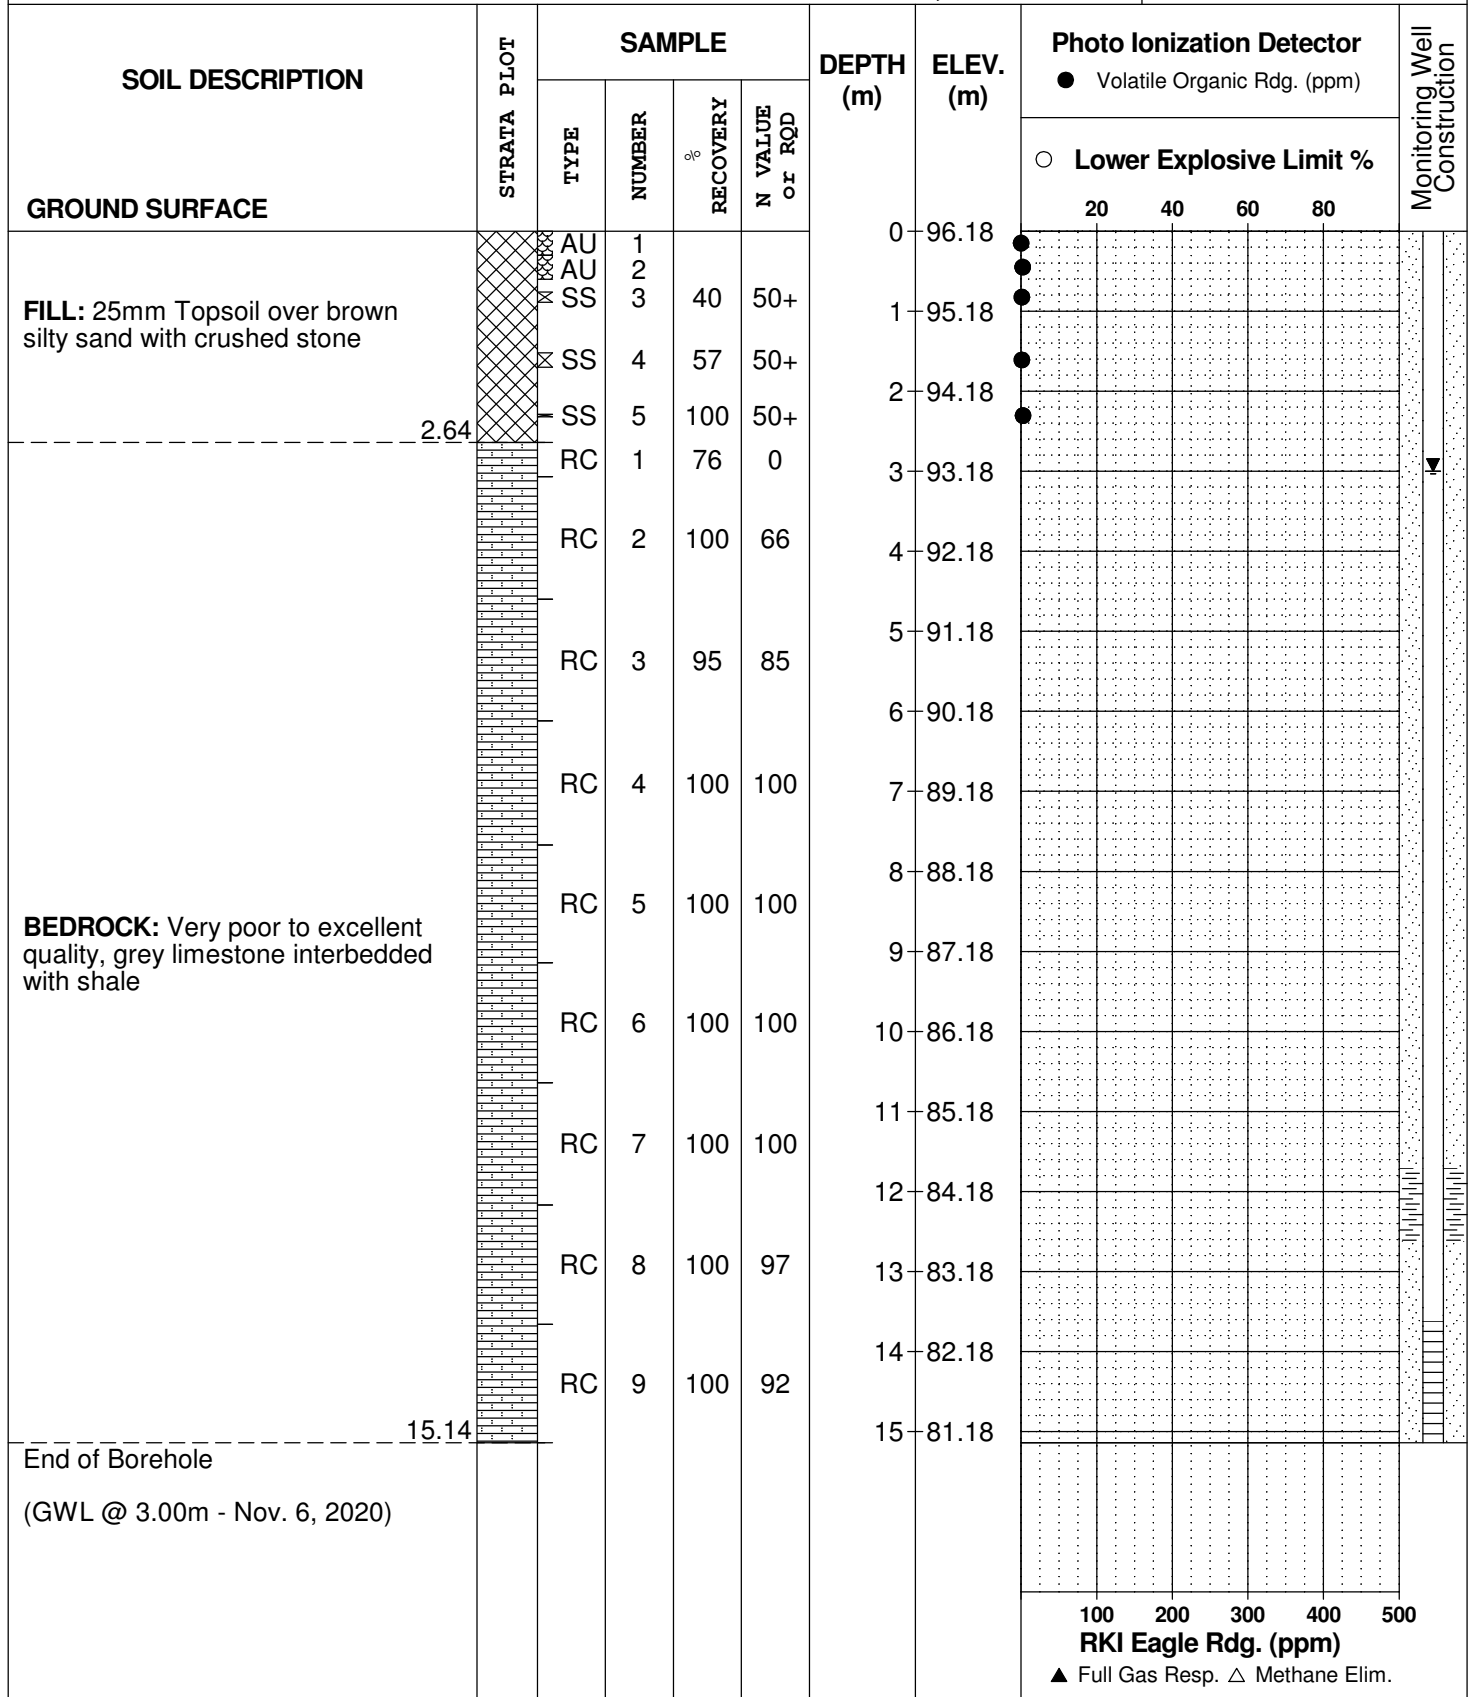 SOIL DESCRIPTION
GROUND SURFACE
STRATA PLOT
SAMPLE
TYPE
NUMBER
%
RECOVERY
N VALUE
or RQD
DEPTH
(m)
ELEV.
(m)
Photo Ionization Detector
● Volatile Organic Rdg. (ppm)
○ Lower Explosive Limit %
20 40 60 80
Monitoring Well
Construction
0 96.18
AU 1
AU 2
SS 3 40 50+
FILL: 25mm Topsoil over brown
silty sand with crushed stone
1 95.18
SS 4 57 50+
2 94.18
SS 5 100 50+
2.64
RC 1 76 0
3 93.18
RC 2 100 66
4 92.18
5 91.18
RC 3 95 85
6 90.18
RC 4 100 100
7 89.18
8 88.18
RC 5 100 100
BEDROCK: Very poor to excellent
quality, grey limestone interbedded
with shale
9 87.18
RC 6 100 100
10 86.18
11 85.18
RC 7 100 100
12 84.18
RC 8 100 97
13 83.18
14 82.18
RC 9 100 92
15.14
15 81.18
End of Borehole
(GWL @ 3.00m - Nov. 6, 2020)
100 200 300 400 500
RKI Eagle Rdg. (ppm)
▲ Full Gas Resp. △ Methane Elim.